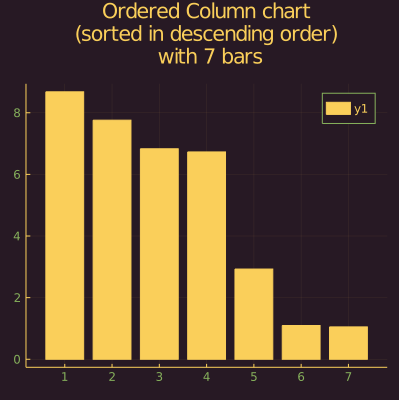 Ordered Column chart
(sorted in descending order)
with 7 bars
y1
8
6
4
2
0
1 2 3 4 5 6 7